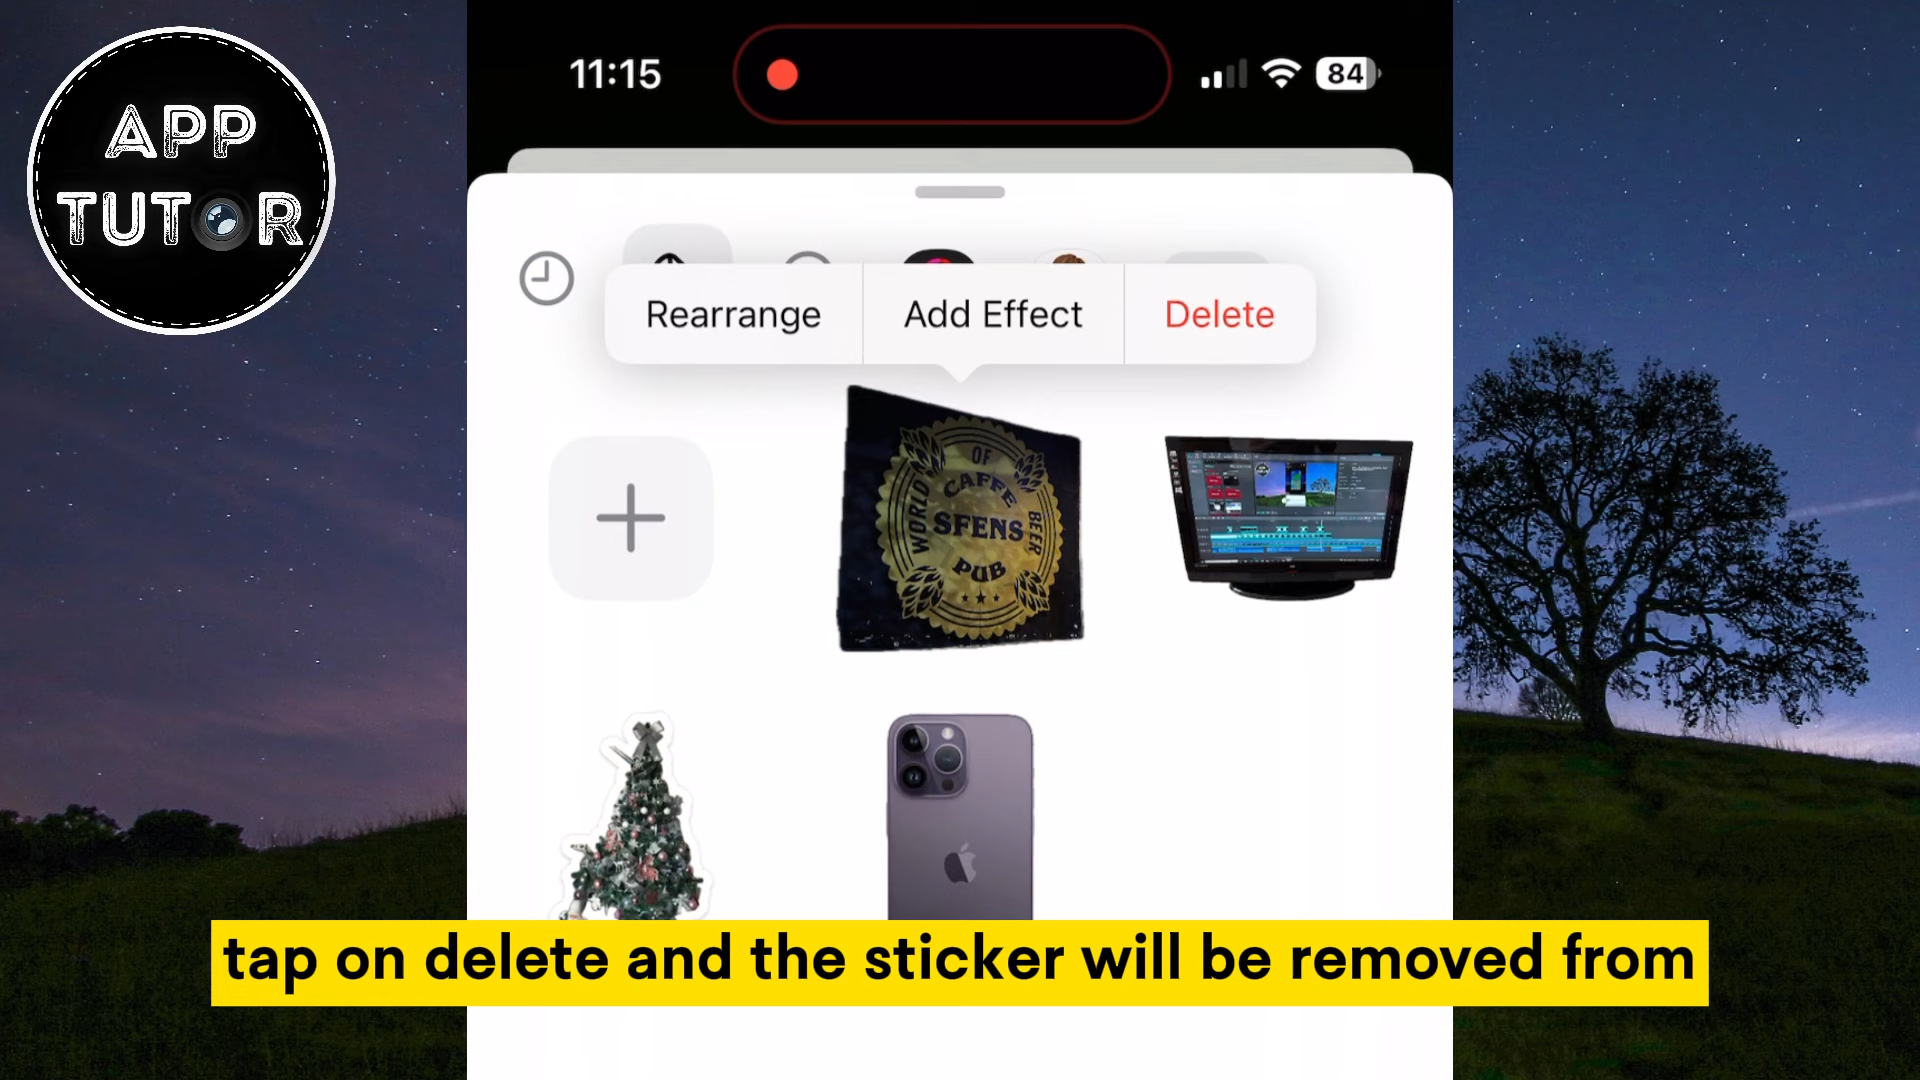 APP
TUTOR
11:15
84
Rearrange
Add Effect
Delete
WORLD OF BEER
CAFFE
SFENS
PUB
tap on delete and the sticker will be removed from